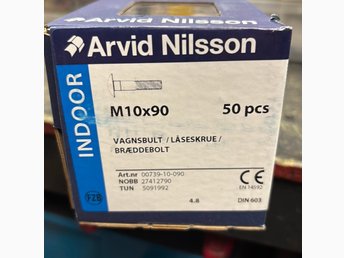 Arvid Nilsson
INDOOR
M10x90 50 pcs
VAGNSBULT / LÅSESKRUE /
BRÆDDEBOLT
Art.nr 00739-10-090
NOBB 27412790
TUN 5091992
CE
EN 14592
FZB 4.8 DIN 603